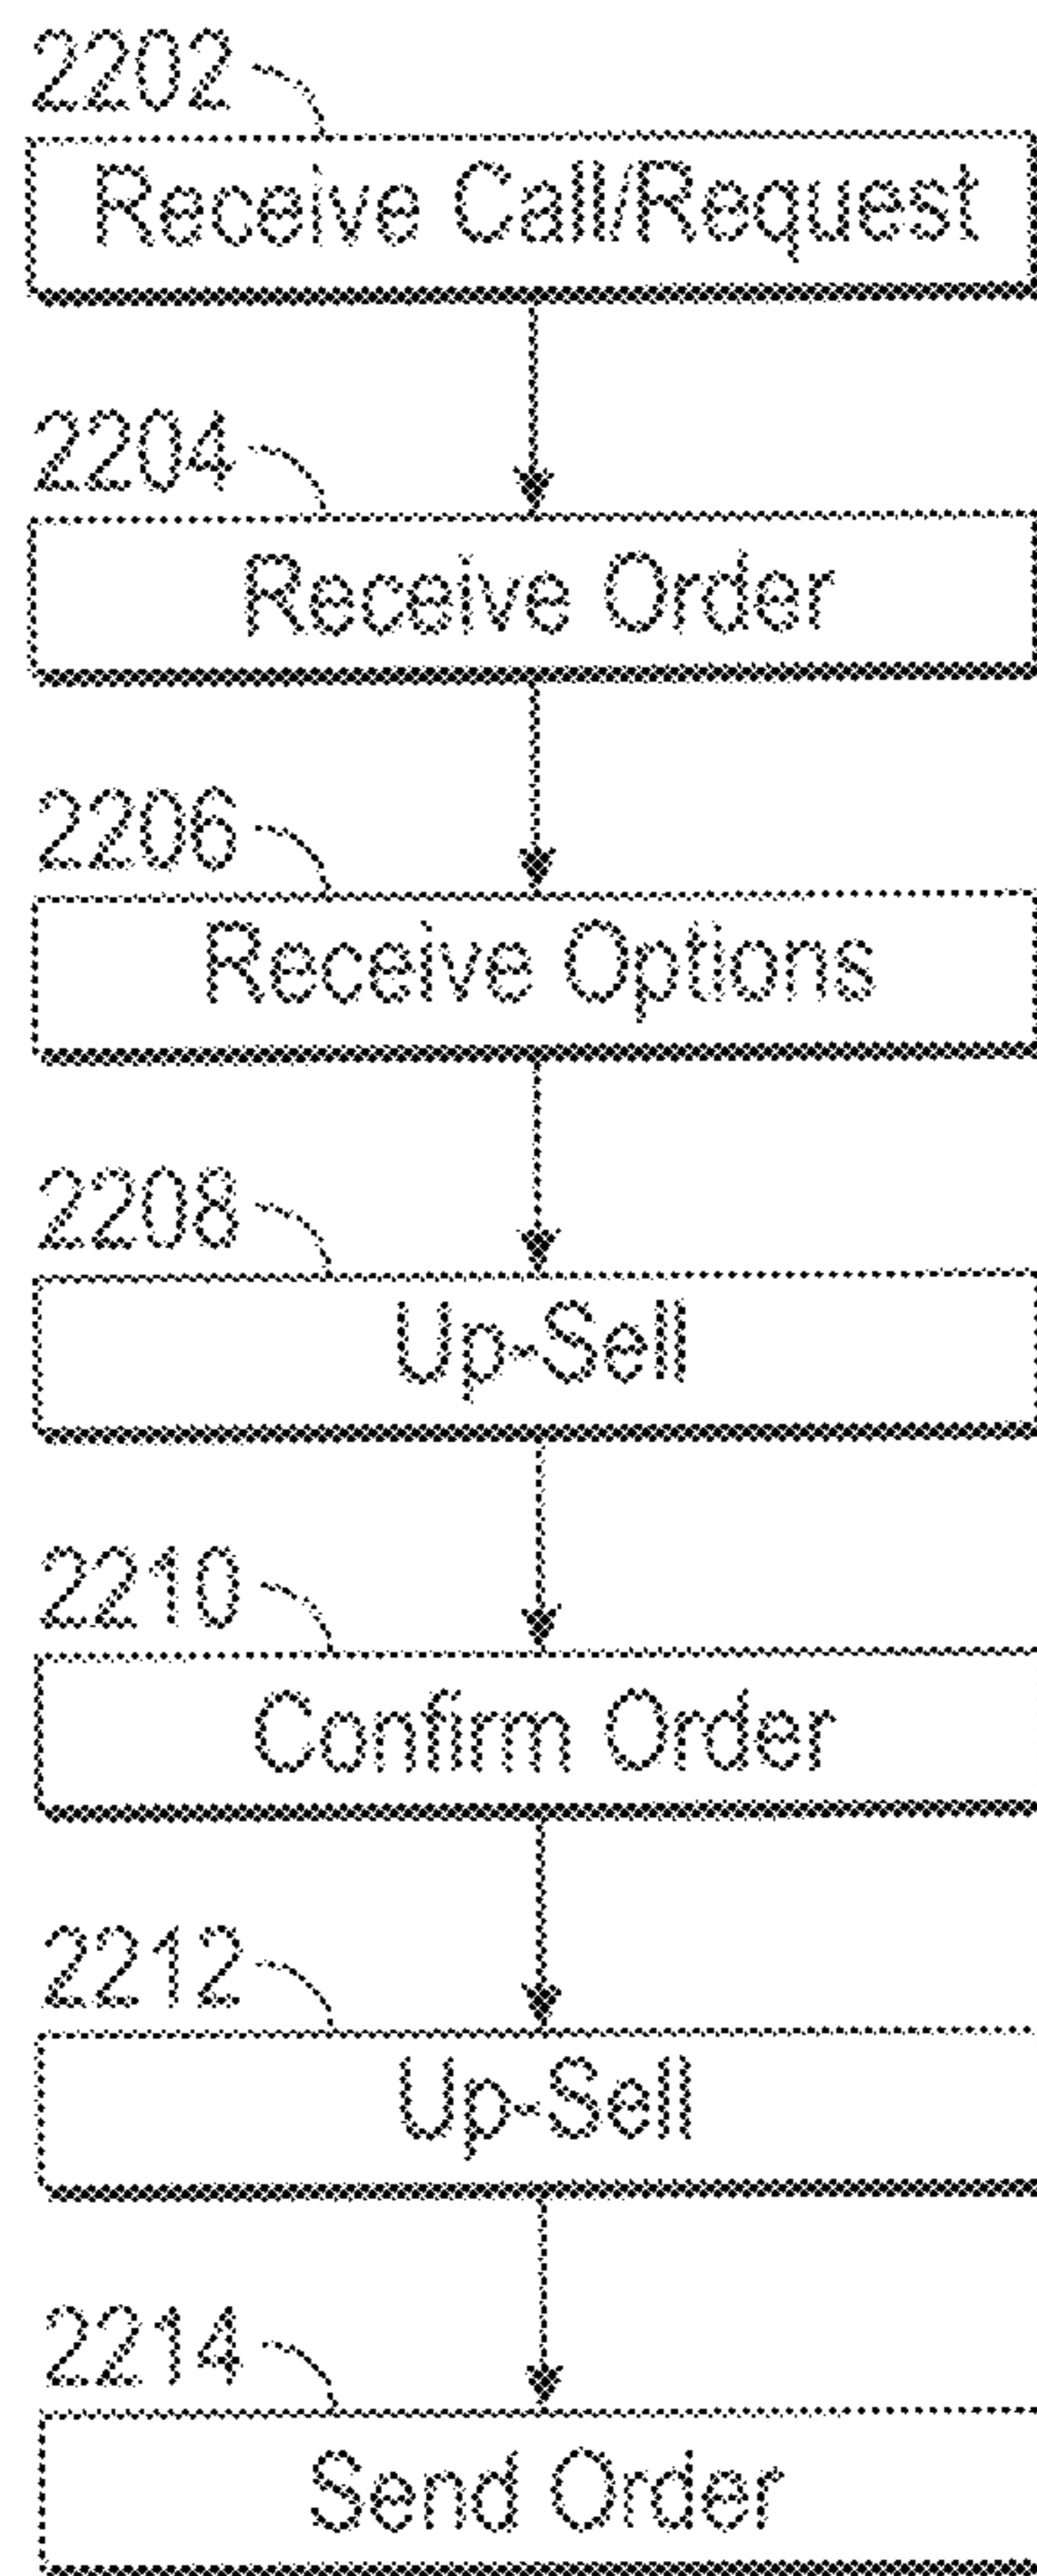 2202
Receive Call/Request
2204
Receive Order
2206
Receive Options
2208
Up-Sell
2210
Confirm Order
2212
Up-Sell
2214
Send Order